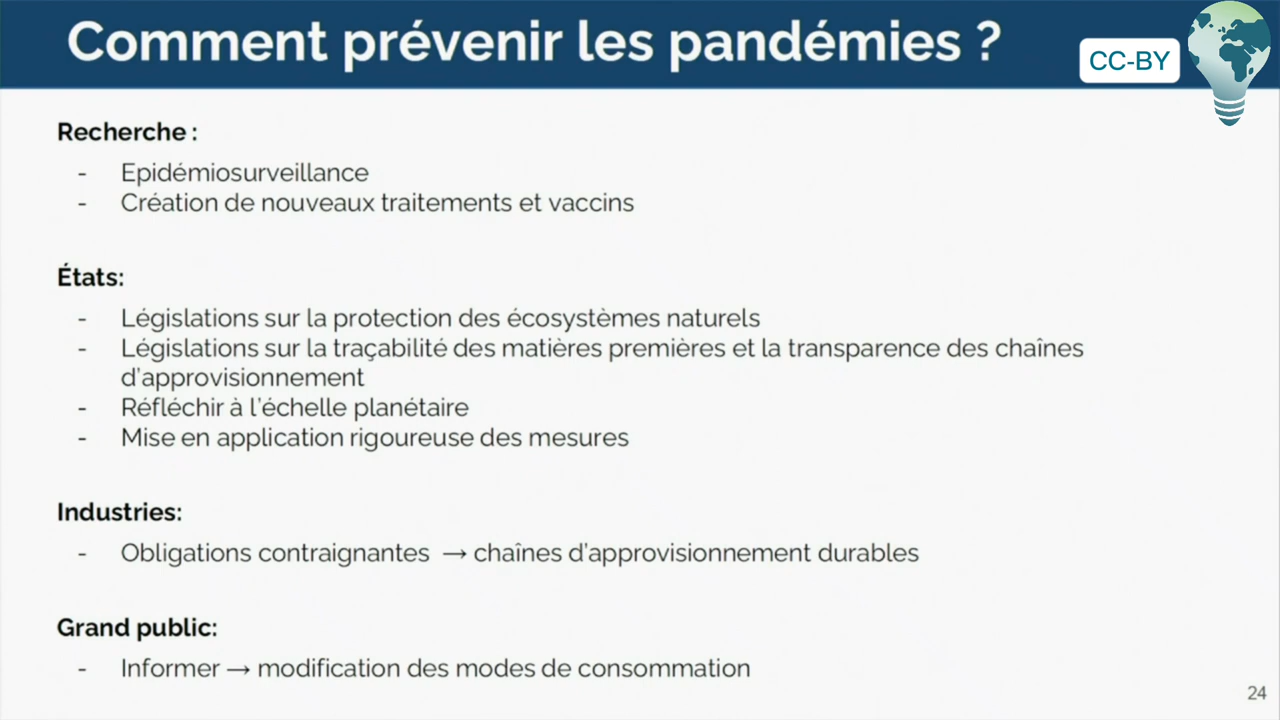 Comment prévenir les pandémies ?
CC-BY
Recherche :
- Epidémiosurveillance
- Création de nouveaux traitements et vaccins
États:
- Législations sur la protection des écosystèmes naturels
- Législations sur la traçabilité des matières premières et la transparence des chaînes
d'approvisionnement
- Réfléchir à l'échelle planétaire
- Mise en application rigoureuse des mesures
Industries:
- Obligations contraignantes → chaînes d'approvisionnement durables
Grand public:
- Informer → modification des modes de consommation
24